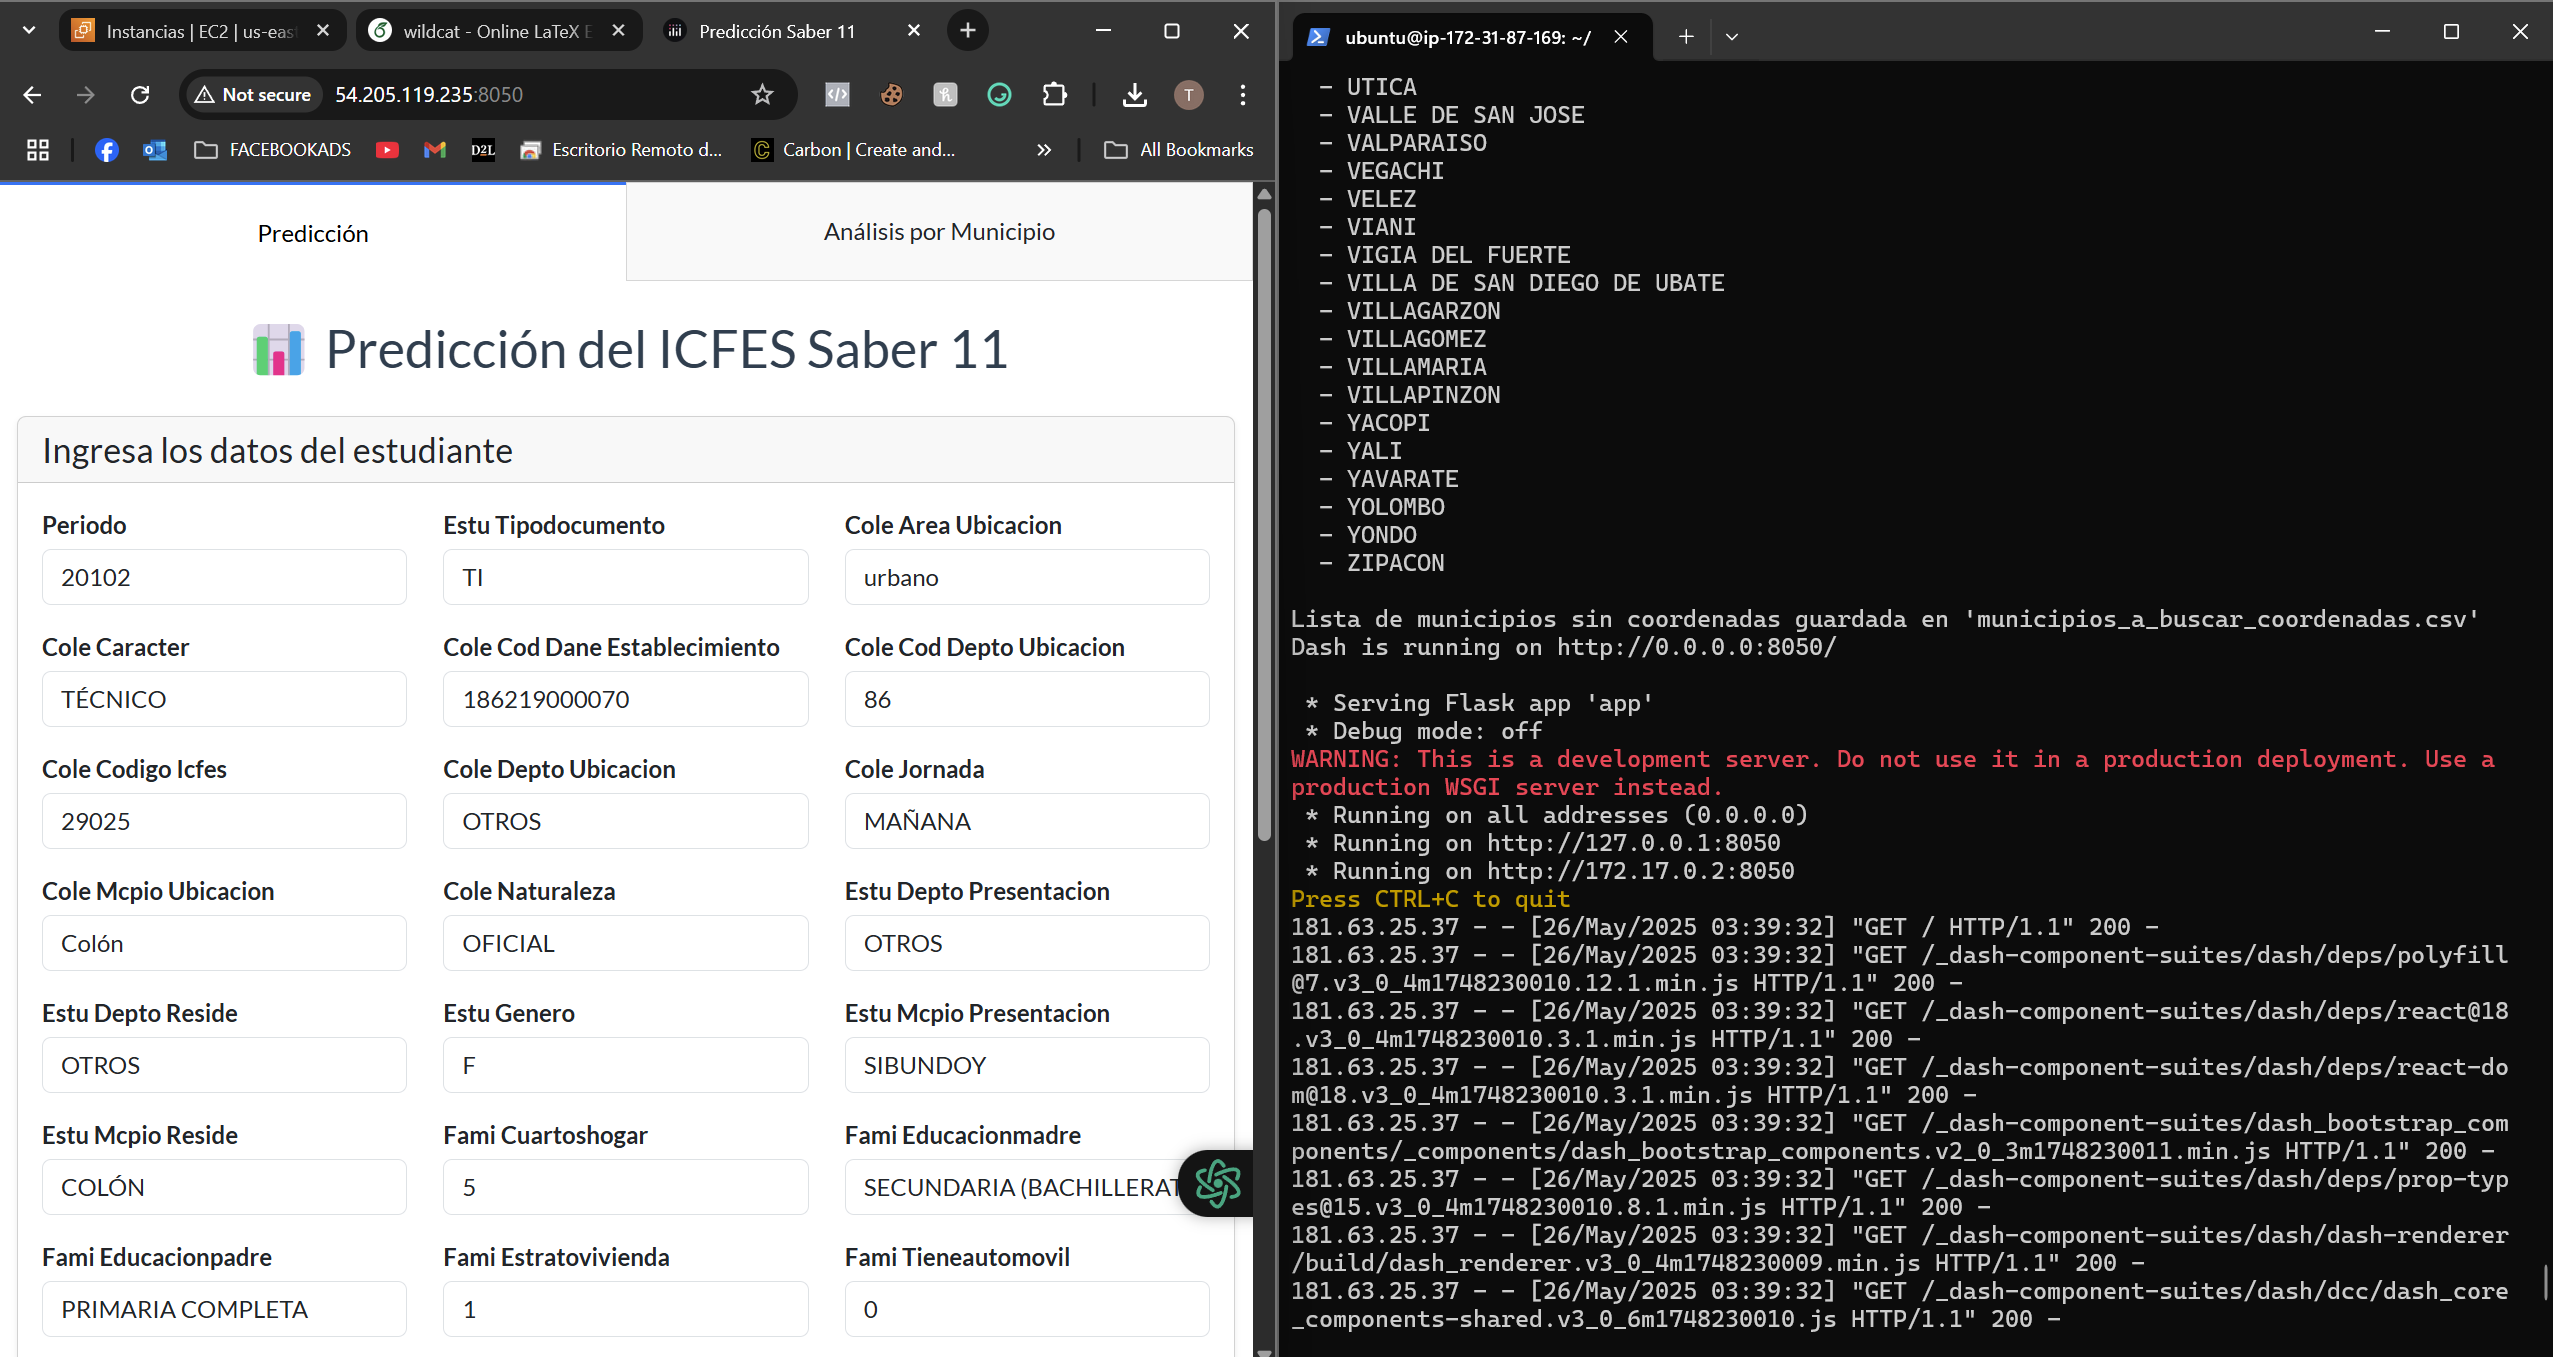 Instancias | EC2 | us-eas
wildcat - Online LaTeX E
Predicción Saber 11
Not secure
54.205.119.235:8050
T
FACEBOOKADS
D2L
Escritorio Remoto d...
Carbon | Create and...
All Bookmarks
Predicción
Análisis por Municipio
Predicción del ICFES Saber 11
Ingresa los datos del estudiante
Periodo
Estu Tipodocumento
Cole Area Ubicacion
20102
TI
urbano
Cole Caracter
Cole Cod Dane Establecimiento
Cole Cod Depto Ubicacion
TÉCNICO
186219000070
86
Cole Codigo Icfes
Cole Depto Ubicacion
Cole Jornada
29025
OTROS
MAÑANA
Cole Mcpio Ubicacion
Cole Naturaleza
Estu Depto Presentacion
Colón
OFICIAL
OTROS
Estu Depto Reside
Estu Genero
Estu Mcpio Presentacion
OTROS
F
SIBUNDOY
Estu Mcpio Reside
Fami Cuartoshogar
Fami Educacionmadre
COLÓN
5
SECUNDARIA (BACHILLERAT
Fami Educacionpadre
Fami Estratovivienda
Fami Tieneautomovil
PRIMARIA COMPLETA
1
0
ubuntu@ip-172-31-87-169: ~/
- UTICA
- VALLE DE SAN JOSE
- VALPARAISO
- VEGACHI
- VELEZ
- VIANI
- VIGIA DEL FUERTE
- VILLA DE SAN DIEGO DE UBATE
- VILLAGARZON
- VILLAGOMEZ
- VILLAMARIA
- VILLAPINZON
- YACOPI
- YALI
- YAVARATE
- YOLOMBO
- YONDO
- ZIPACON
Lista de municipios sin coordenadas guardada en 'municipios_a_buscar_coordenadas.csv'
Dash is running on http://0.0.0.0:8050/
* Serving Flask app 'app'
* Debug mode: off
WARNING: This is a development server. Do not use it in a production deployment. Use a
production WSGI server instead.
* Running on all addresses (0.0.0.0)
* Running on http://127.0.0.1:8050
* Running on http://172.17.0.2:8050
Press CTRL+C to quit
181.63.25.37 - - [26/May/2025 03:39:32] "GET / HTTP/1.1" 200 -
181.63.25.37 - - [26/May/2025 03:39:32] "GET /_dash-component-suites/dash/deps/polyfill
@7.v3_0_4m1748230010.12.1.min.js HTTP/1.1" 200 -
181.63.25.37 - - [26/May/2025 03:39:32] "GET /_dash-component-suites/dash/deps/react@18
.v3_0_4m1748230010.3.1.min.js HTTP/1.1" 200 -
181.63.25.37 - - [26/May/2025 03:39:32] "GET /_dash-component-suites/dash/deps/react-do
m@18.v3_0_4m1748230010.3.1.min.js HTTP/1.1" 200 -
181.63.25.37 - - [26/May/2025 03:39:32] "GET /_dash-component-suites/dash_bootstrap_com
ponents/_components/dash_bootstrap_components.v2_0_3m1748230011.min.js HTTP/1.1" 200 -
181.63.25.37 - - [26/May/2025 03:39:32] "GET /_dash-component-suites/dash/deps/prop-typ
es@15.v3_0_4m1748230010.8.1.min.js HTTP/1.1" 200 -
181.63.25.37 - - [26/May/2025 03:39:32] "GET /_dash-component-suites/dash/dash-renderer
/build/dash_renderer.v3_0_4m1748230009.min.js HTTP/1.1" 200 -
181.63.25.37 - - [26/May/2025 03:39:32] "GET /_dash-component-suites/dash/dcc/dash_core
_components-shared.v3_0_6m1748230010.js HTTP/1.1" 200 -